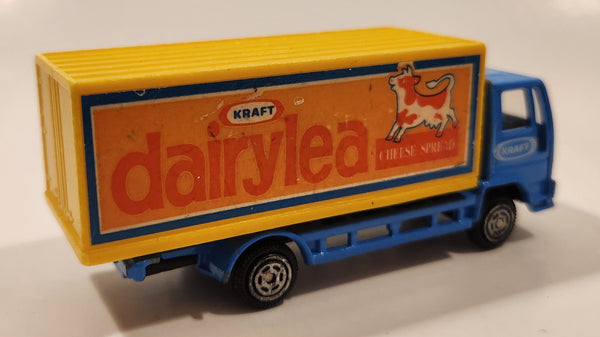 KRAFT
dairylea
CHEESE SPREAD
KRAFT